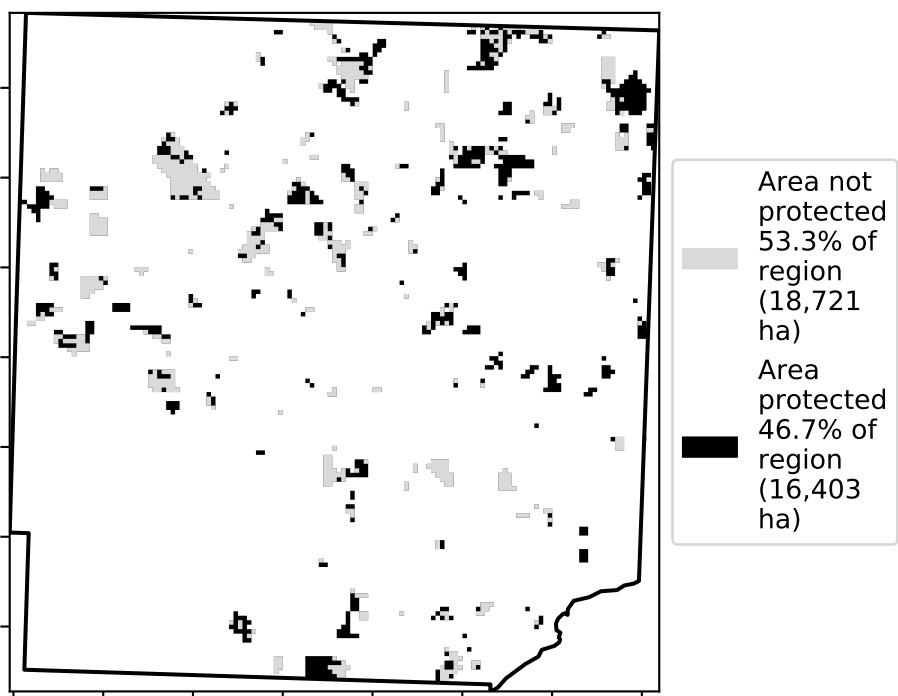 Area not
protected
53.3% of
region
(18,721
ha)
Area
protected
46.7% of
region
(16,403
ha)